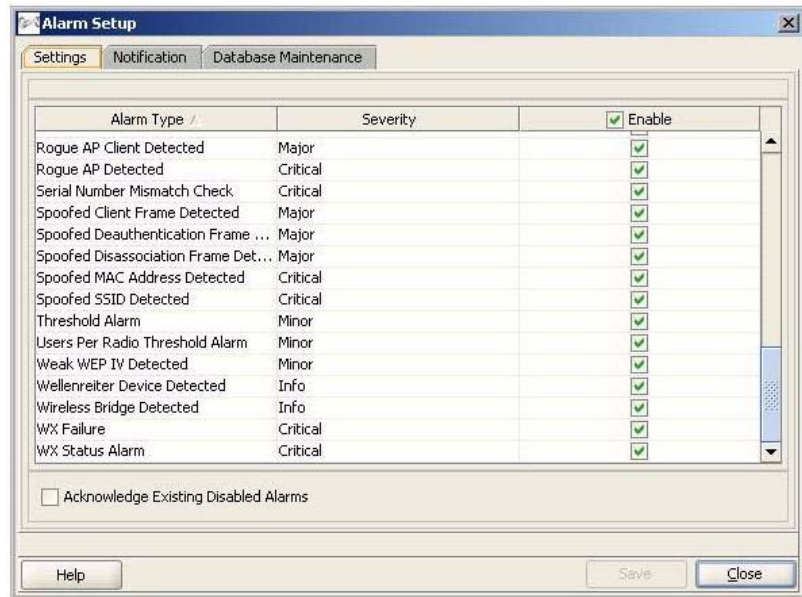 Alarm Setup
Settings Notification Database Maintenance
Alarm Type Severity Enable
Rogue AP Client Detected Major
Rogue AP Detected Critical
Serial Number Mismatch Check Critical
Spoofed Client Frame Detected Major
Spoofed Deauthentication Frame ... Major
Spoofed Disassociation Frame Det... Major
Spoofed MAC Address Detected Critical
Spoofed SSID Detected Critical
Threshold Alarm Minor
Users Per Radio Threshold Alarm Minor
Weak WEP IV Detected Minor
Wellenreiter Device Detected Info
Wireless Bridge Detected Info
WX Failure Critical
WX Status Alarm Critical
Acknowledge Existing Disabled Alarms
Help Save Close